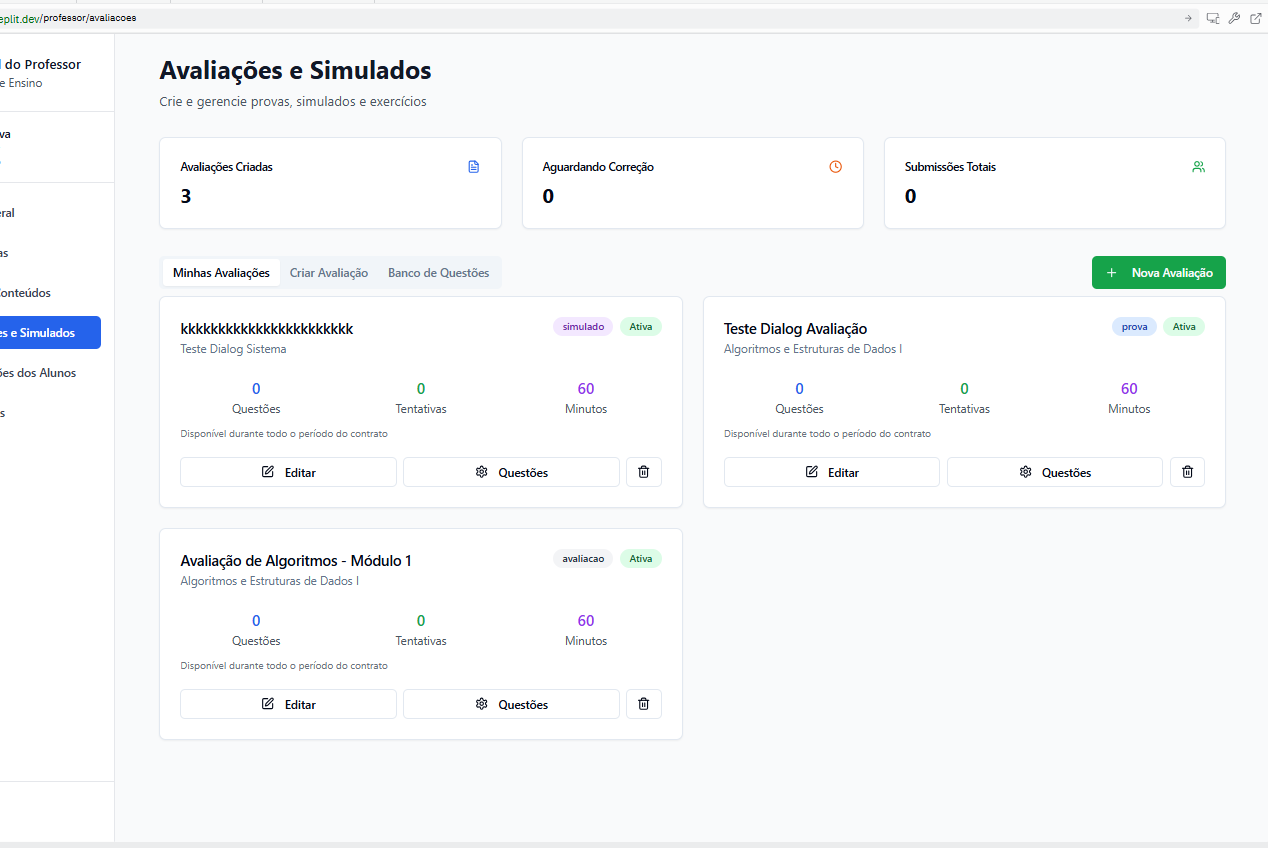 eplit.dev/professor/avaliacoes
do Professor
e Ensino
va
eral
as
Conteúdos
es e Simulados
ões dos Alunos
s
Avaliações e Simulados
Crie e gerencie provas, simulados e exercícios
Avaliações Criadas
3
Aguardando Correção
0
Submissões Totais
0
Minhas Avaliações
Criar Avaliação
Banco de Questões
+ Nova Avaliação
kkkkkkkkkkkkkkkkkkkkkkk
simulado
Ativa
Teste Dialog Sistema
0
0
60
Questões
Tentativas
Minutos
Disponível durante todo o período do contrato
Editar
Questões
Teste Dialog Avaliação
prova
Ativa
Algoritmos e Estruturas de Dados I
0
0
60
Questões
Tentativas
Minutos
Disponível durante todo o período do contrato
Editar
Questões
Avaliação de Algoritmos - Módulo 1
avaliacao
Ativa
Algoritmos e Estruturas de Dados I
0
0
60
Questões
Tentativas
Minutos
Disponível durante todo o período do contrato
Editar
Questões